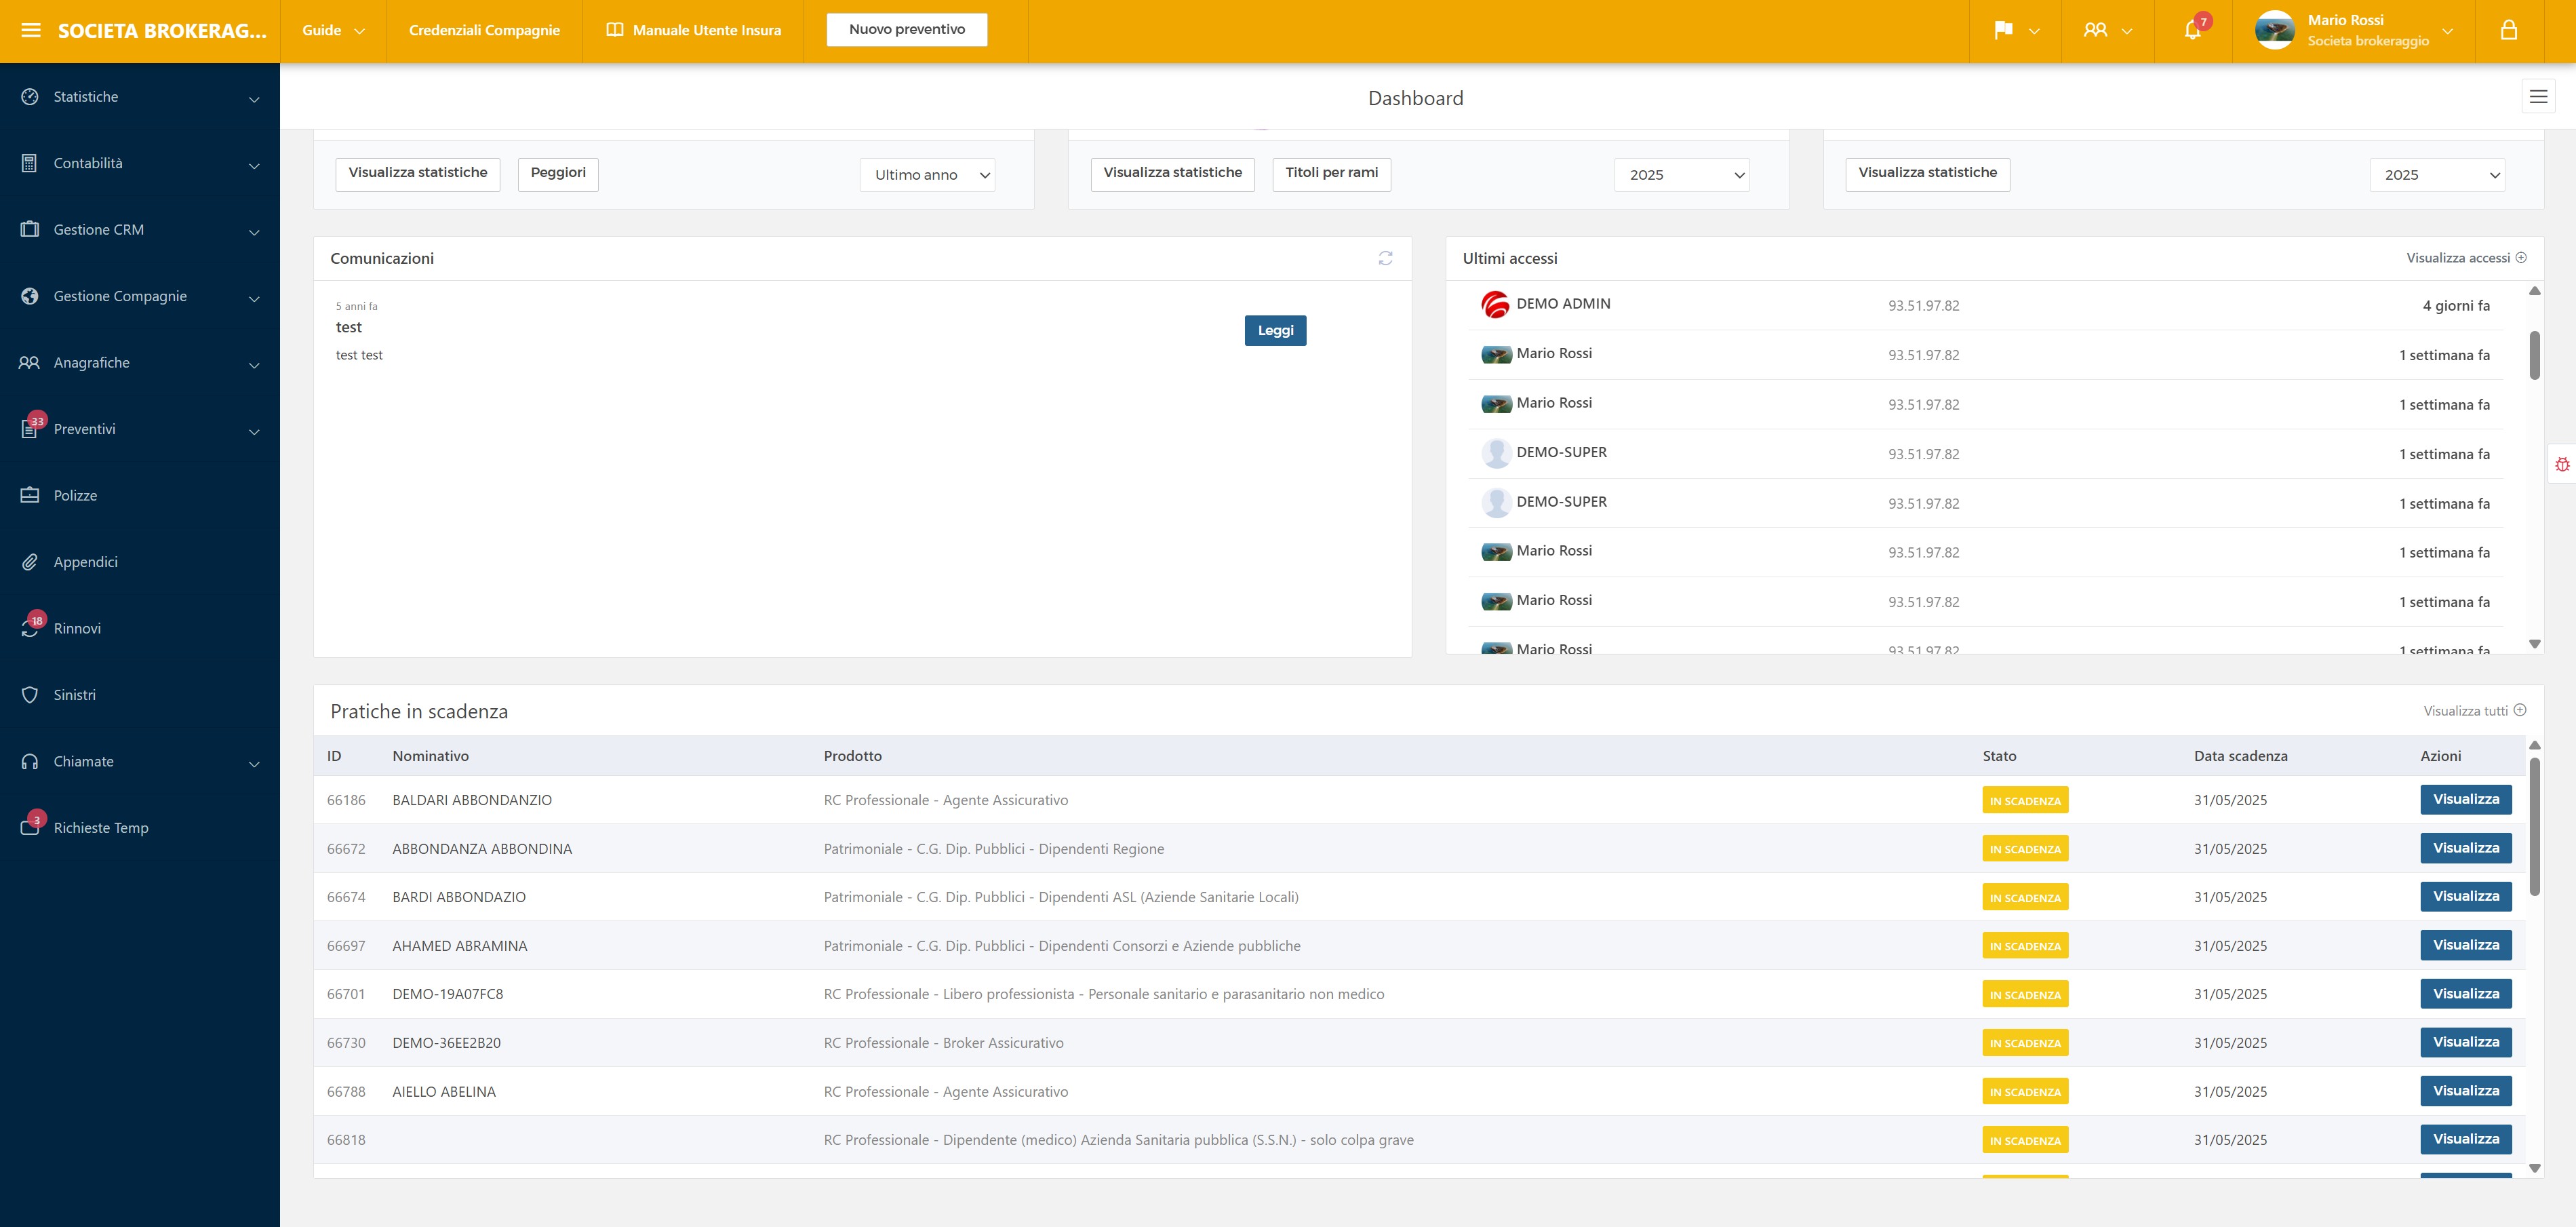 SOCIETA BROKERAG...
Guide
Credenziali Compagnie
Manuale Utente Insura
Nuovo preventivo
7
Mario Rossi
Societa brokeraggio
Statistiche
Contabilità
Gestione CRM
Gestione Compagnie
Anagrafiche
33
Preventivi
Polizze
Appendici
18
Rinnovi
Sinistri
Chiamate
3
Richieste Temp
Dashboard
Visualizza statistiche
Peggiori
Ultimo anno
Visualizza statistiche
Titoli per rami
2025
Visualizza statistiche
2025
Comunicazioni
5 anni fa
test
test test
Leggi
Ultimi accessi
Visualizza accessi
DEMO ADMIN 93.51.97.82 4 giorni fa
Mario Rossi 93.51.97.82 1 settimana fa
Mario Rossi 93.51.97.82 1 settimana fa
DEMO-SUPER 93.51.97.82 1 settimana fa
DEMO-SUPER 93.51.97.82 1 settimana fa
Mario Rossi 93.51.97.82 1 settimana fa
Mario Rossi 93.51.97.82 1 settimana fa
Mario Rossi 93.51.97.82 1 settimana fa
Pratiche in scadenza
Visualizza tutti
ID Nominativo Prodotto Stato Data scadenza Azioni
66186 BALDARI ABBONDANZIO RC Professionale - Agente Assicurativo IN SCADENZA 31/05/2025 Visualizza
66672 ABBONDANZA ABBONDINA Patrimoniale - C.G. Dip. Pubblici - Dipendenti Regione IN SCADENZA 31/05/2025 Visualizza
66674 BARDI ABBONDAZIO Patrimoniale - C.G. Dip. Pubblici - Dipendenti ASL (Aziende Sanitarie Locali) IN SCADENZA 31/05/2025 Visualizza
66697 AHAMED ABRAMINA Patrimoniale - C.G. Dip. Pubblici - Dipendenti Consorzi e Aziende pubbliche IN SCADENZA 31/05/2025 Visualizza
66701 DEMO-19A07FC8 RC Professionale - Libero professionista - Personale sanitario e parasanitario non medico IN SCADENZA 31/05/2025 Visualizza
66730 DEMO-36EE2B20 RC Professionale - Broker Assicurativo IN SCADENZA 31/05/2025 Visualizza
66788 AIELLO ABELINA RC Professionale - Agente Assicurativo IN SCADENZA 31/05/2025 Visualizza
66818 RC Professionale - Dipendente (medico) Azienda Sanitaria pubblica (S.S.N.) - solo colpa grave IN SCADENZA 31/05/2025 Visualizza